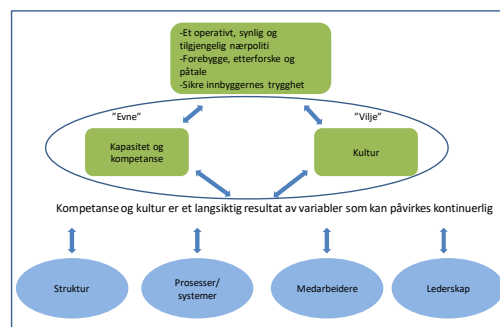 -Et operativt, synlig og
tilgjengelig nærpoliti
-Forebygge, etterforske og
påtale
-Sikre innbyggernes trygghet
"Evne"
"Vilje"
Kapasitet og
kompetanse
Kultur
Kompetanse og kultur er et langsiktig resultat av variabler som kan påvirkes kontinuerlig
Struktur
Prosesser/
systemer
Medarbeidere
Lederskap